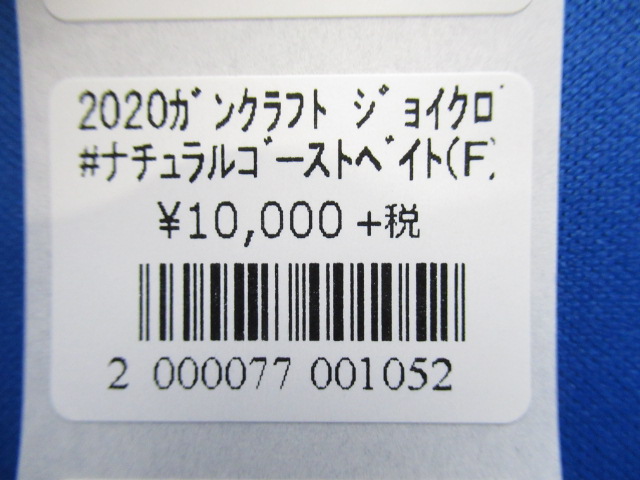 2020ｶﾞﾝｸﾗﾌﾄ ｼﾞｮｲｸﾛ
#ﾅﾁｭﾗﾙｺﾞｰｽﾄﾍﾞｲﾄ(F)
¥10,000 +税
2 000077 001052